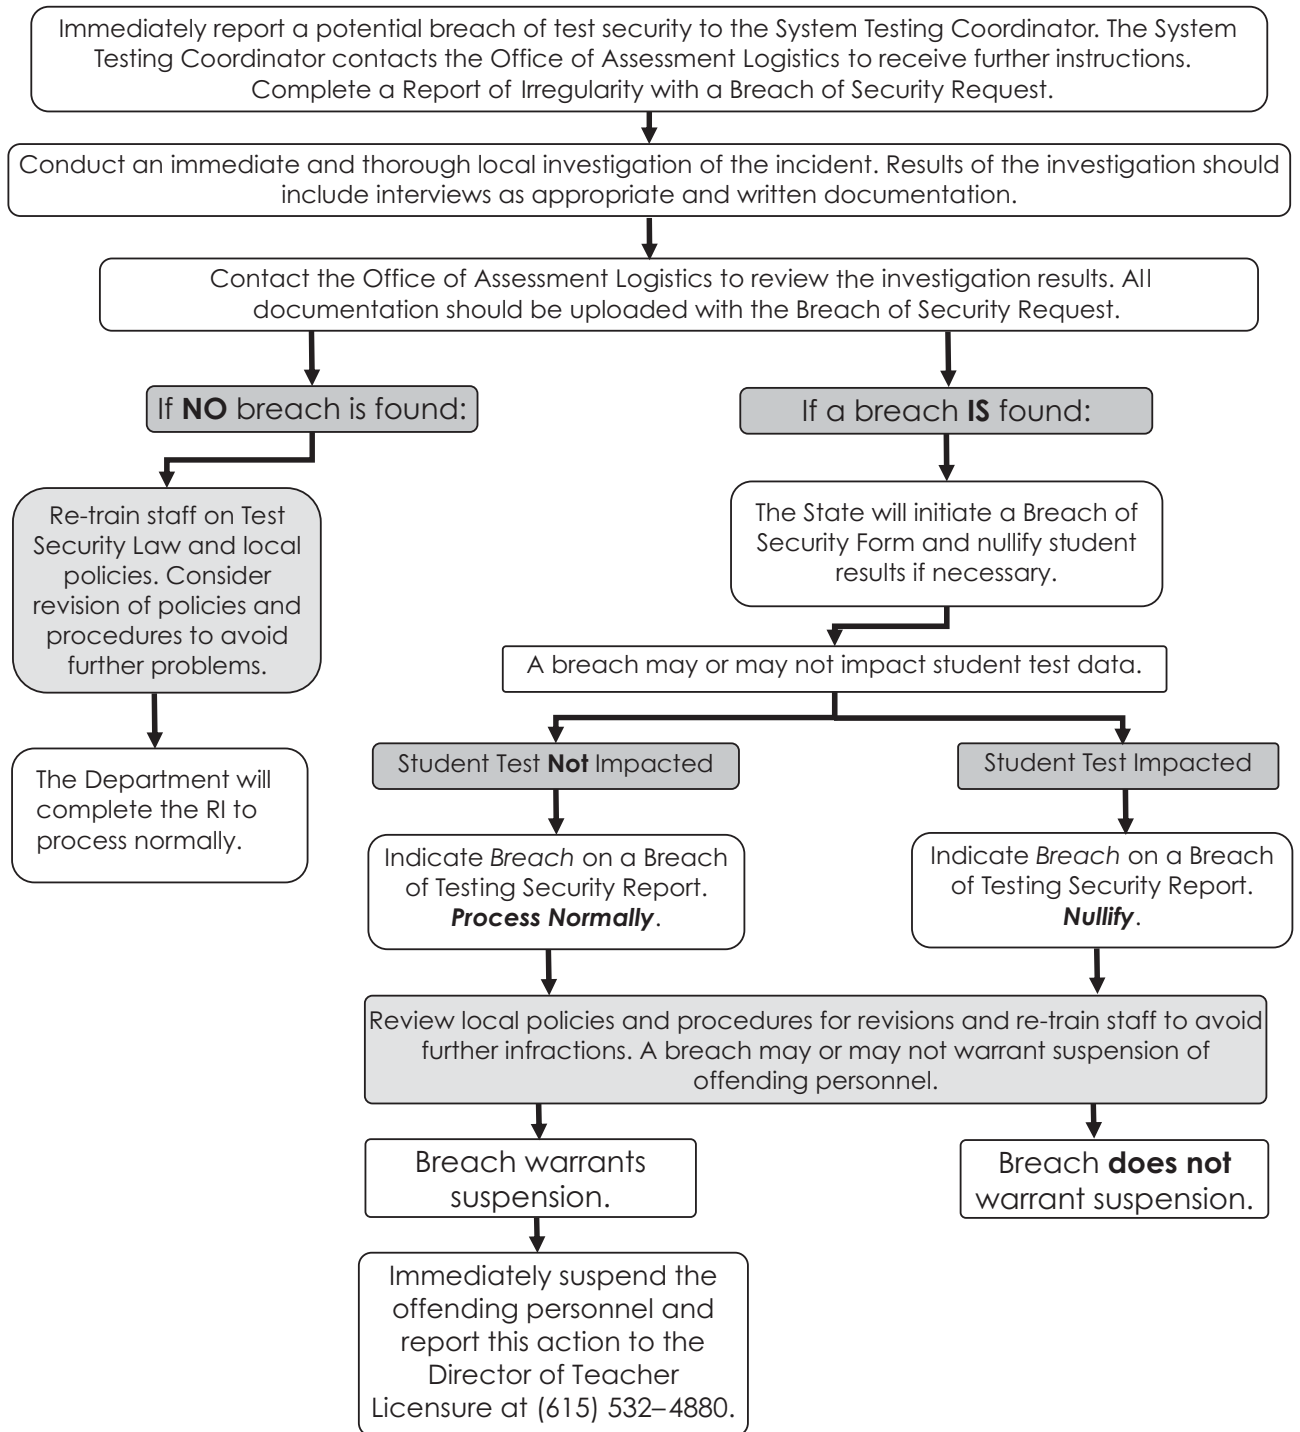 Immediately report a potential breach of test security to the System Testing Coordinator. The System
Testing Coordinator contacts the Office of Assessment Logistics to receive further instructions.
Complete a Report of Irregularity with a Breach of Security Request.
Conduct an immediate and thorough local investigation of the incident. Results of the investigation should
include interviews as appropriate and written documentation.
Contact the Office of Assessment Logistics to review the investigation results. All
documentation should be uploaded with the Breach of Security Request.
If NO breach is found:
Re-train staff on Test
Security Law and local
policies. Consider
revision of policies and
procedures to avoid
further problems.
The Department will
complete the RI to
process normally.
If a breach IS found:
The State will initiate a Breach of
Security Form and nullify student
results if necessary.
A breach may or may not impact student test data.
Student Test Not Impacted
Indicate Breach on a Breach
of Testing Security Report.
Process Normally.
Student Test Impacted
Indicate Breach on a Breach
of Testing Security Report.
Nullify.
Review local policies and procedures for revisions and re-train staff to avoid
further infractions. A breach may or may not warrant suspension of
offending personnel.
Breach warrants
suspension.
Immediately suspend the
offending personnel and
report this action to the
Director of Teacher
Licensure at (615) 532–4880.
Breach does not
warrant suspension.